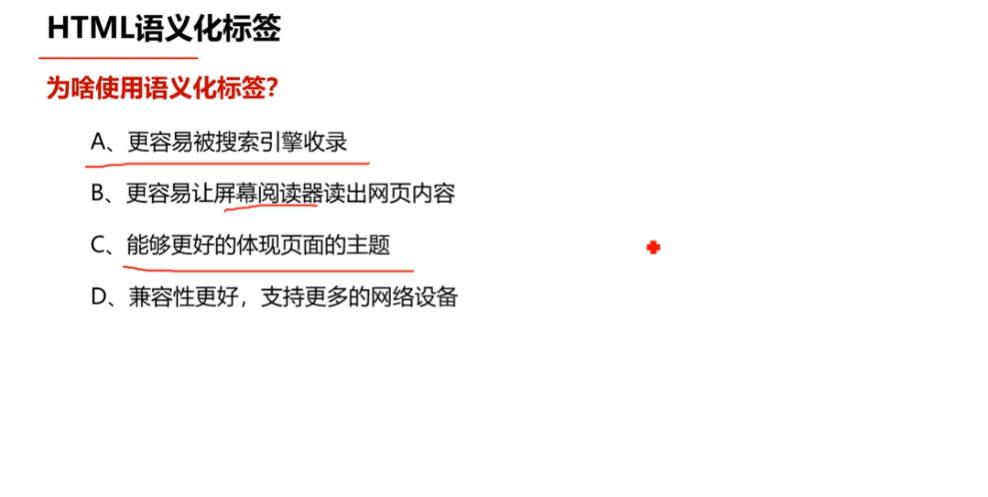 HTML语义化标签
为啥使用语义化标签?
A、更容易被搜索引擎收录
B、更容易让屏幕阅读器读出网页内容
C、能够更好的体现页面的主题
D、兼容性更好，支持更多的网络设备